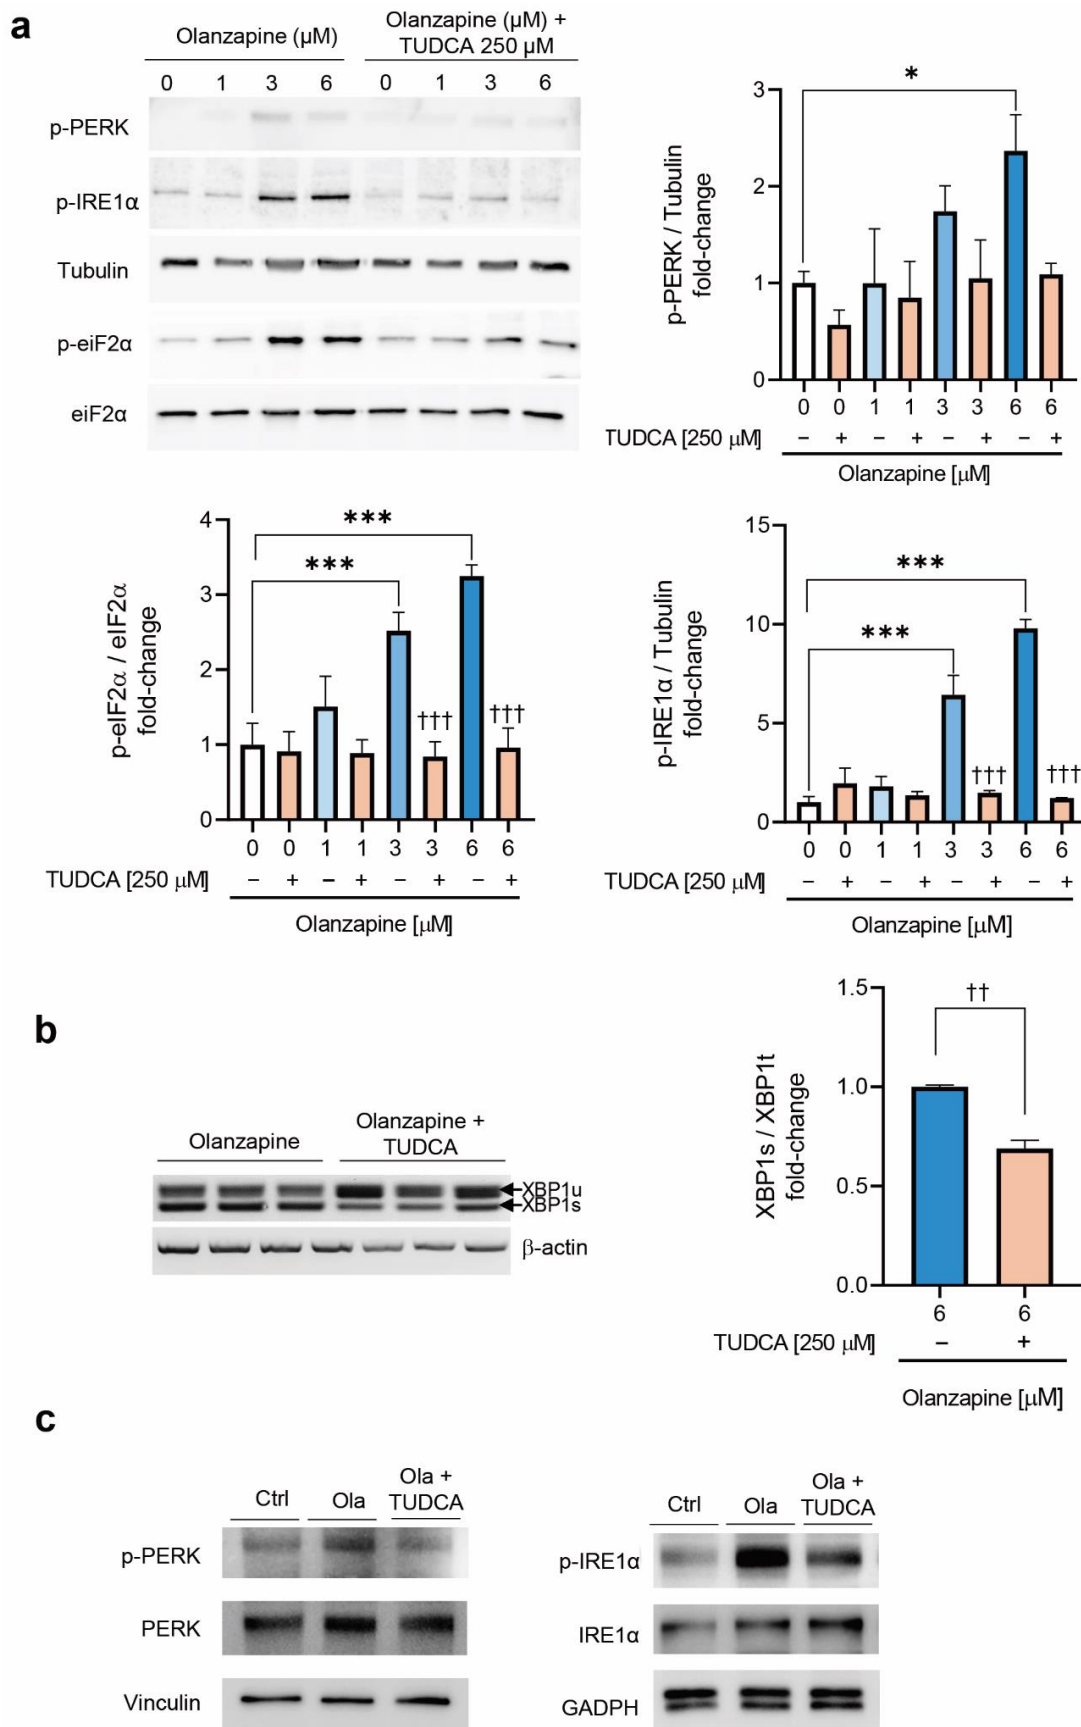 a
Olanzapine (µM)
Olanzapine (µM) +
TUDCA 250 µM
0 1 3 6 0 1 3 6
p-PERK
p-IRE1α
Tubulin
p-eiF2α
eiF2α
p-PERK / Tubulin
fold-change
3
2
1
0
*
0 0 1 1 3 3 6 6
TUDCA [250 µM] – + – + – + – +
Olanzapine [µM]
p-eIF2α / eIF2α
fold-change
4
3
2
1
0
***
***
††† †††
0 0 1 1 3 3 6 6
TUDCA [250 µM] – + – + – + – +
Olanzapine [µM]
p-IRE1α / Tubulin
fold-change
15
10
5
0
***
***
††† †††
0 0 1 1 3 3 6 6
TUDCA [250 µM] – + – + – + – +
Olanzapine [µM]
b
Olanzapine
Olanzapine +
TUDCA
XBP1u
XBP1s
β-actin
XBP1s / XBP1t
fold-change
1.5
1.0
0.5
0.0
††
6 6
TUDCA [250 µM] – +
Olanzapine [µM]
c
Ctrl Ola Ola +
TUDCA
p-PERK
PERK
Vinculin
Ctrl Ola Ola +
TUDCA
p-IRE1α
IRE1α
GADPH